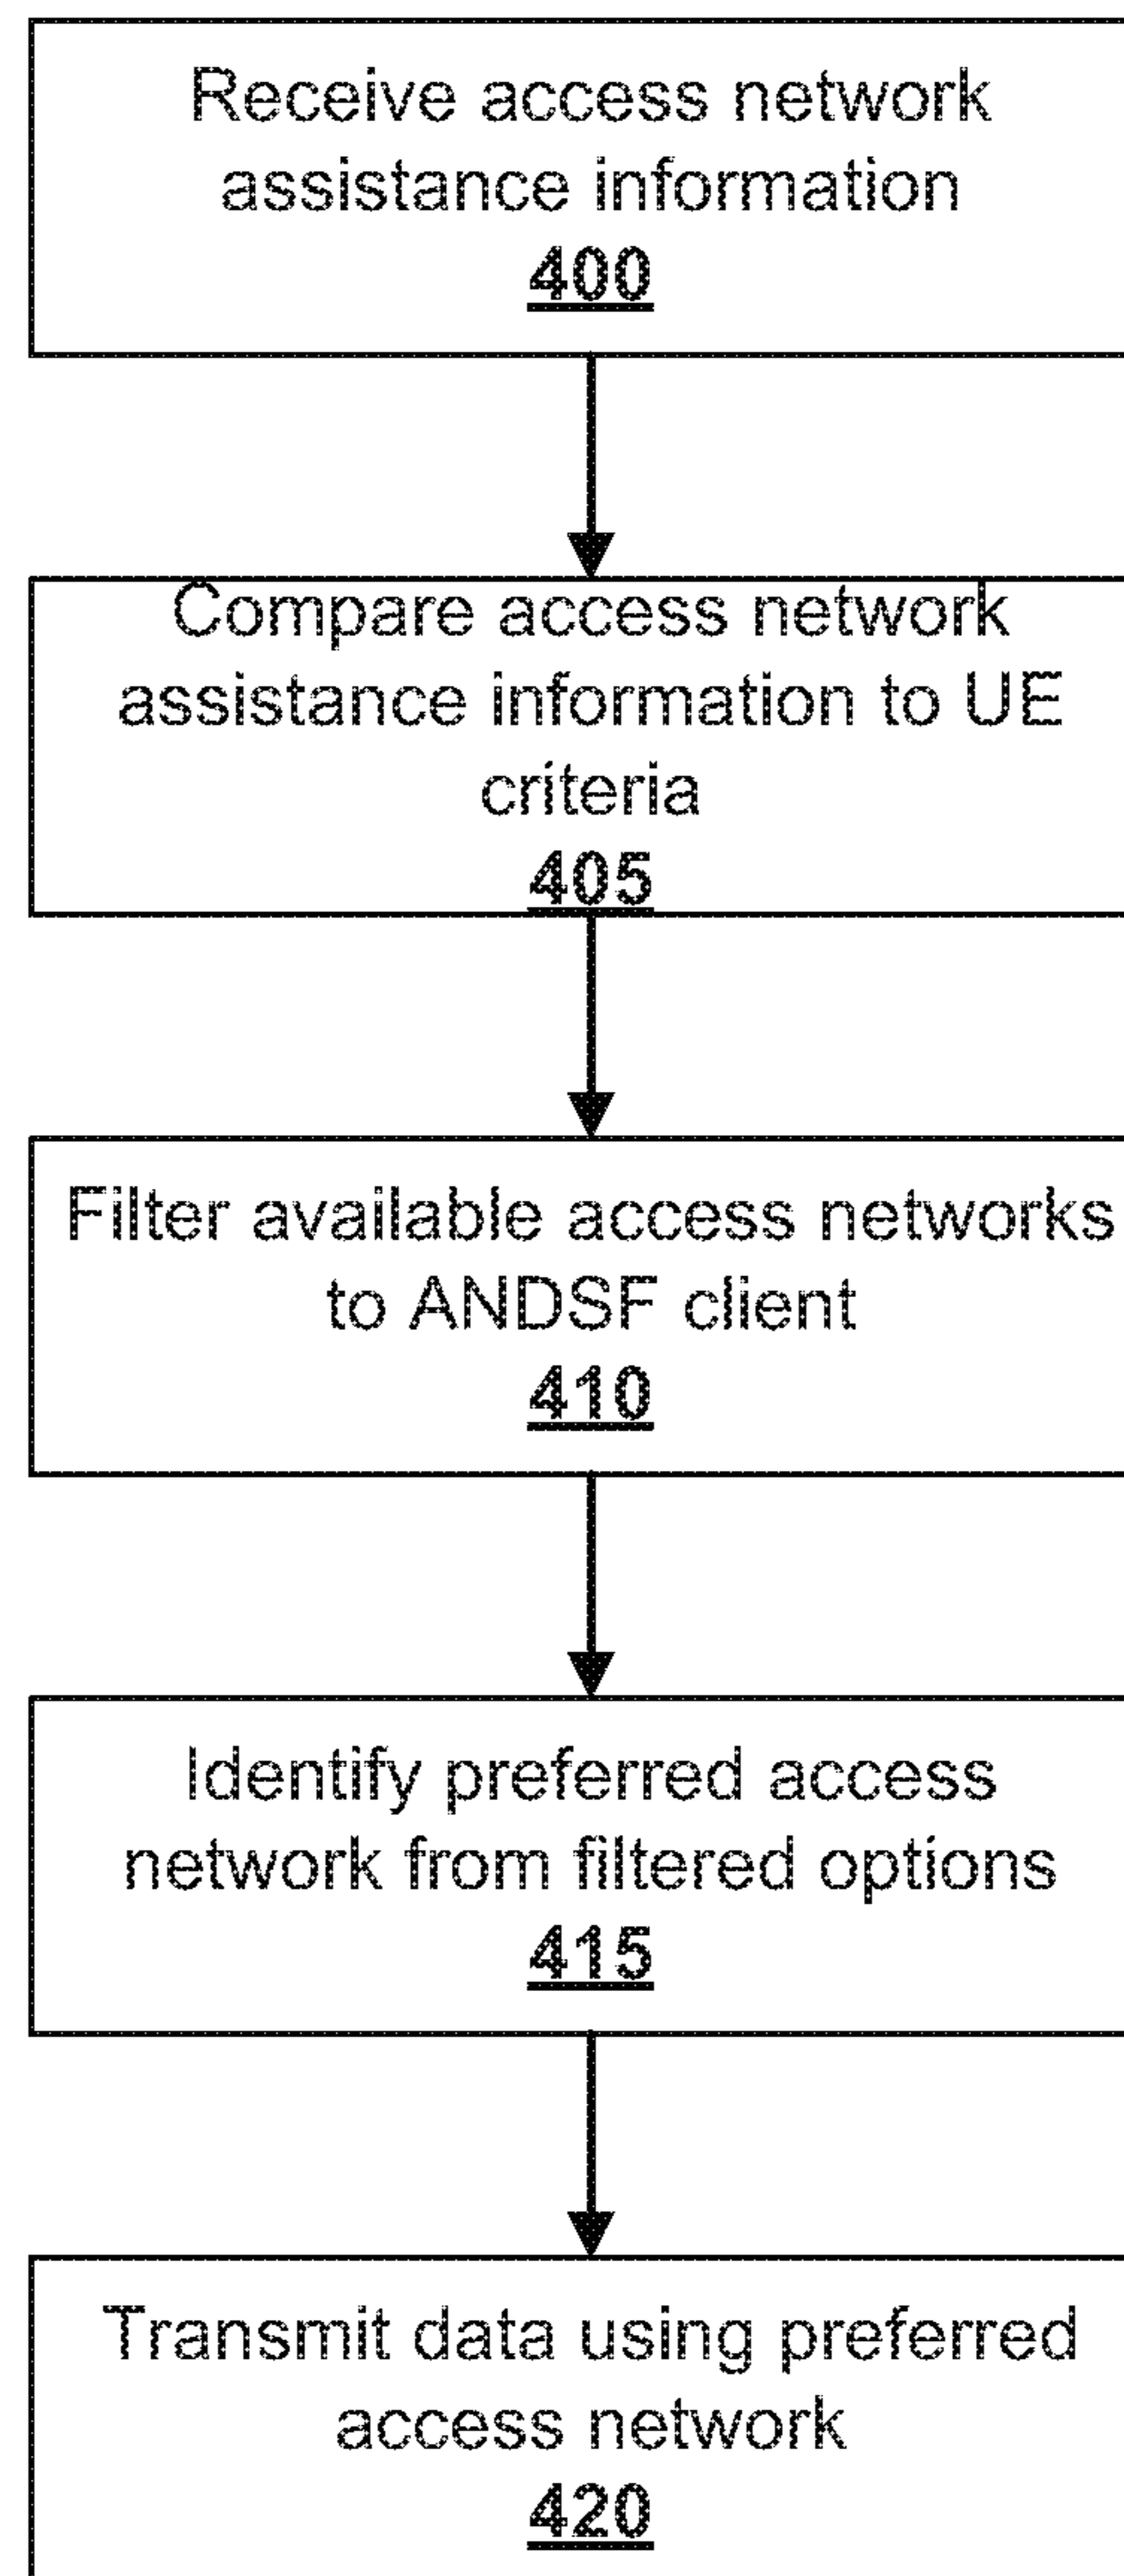 Receive access network
assistance information
400
Compare access network
assistance information to UE
criteria
405
Filter available access networks
to ANDSF client
410
Identify preferred access
network from filtered options
415
Transmit data using preferred
access network
420